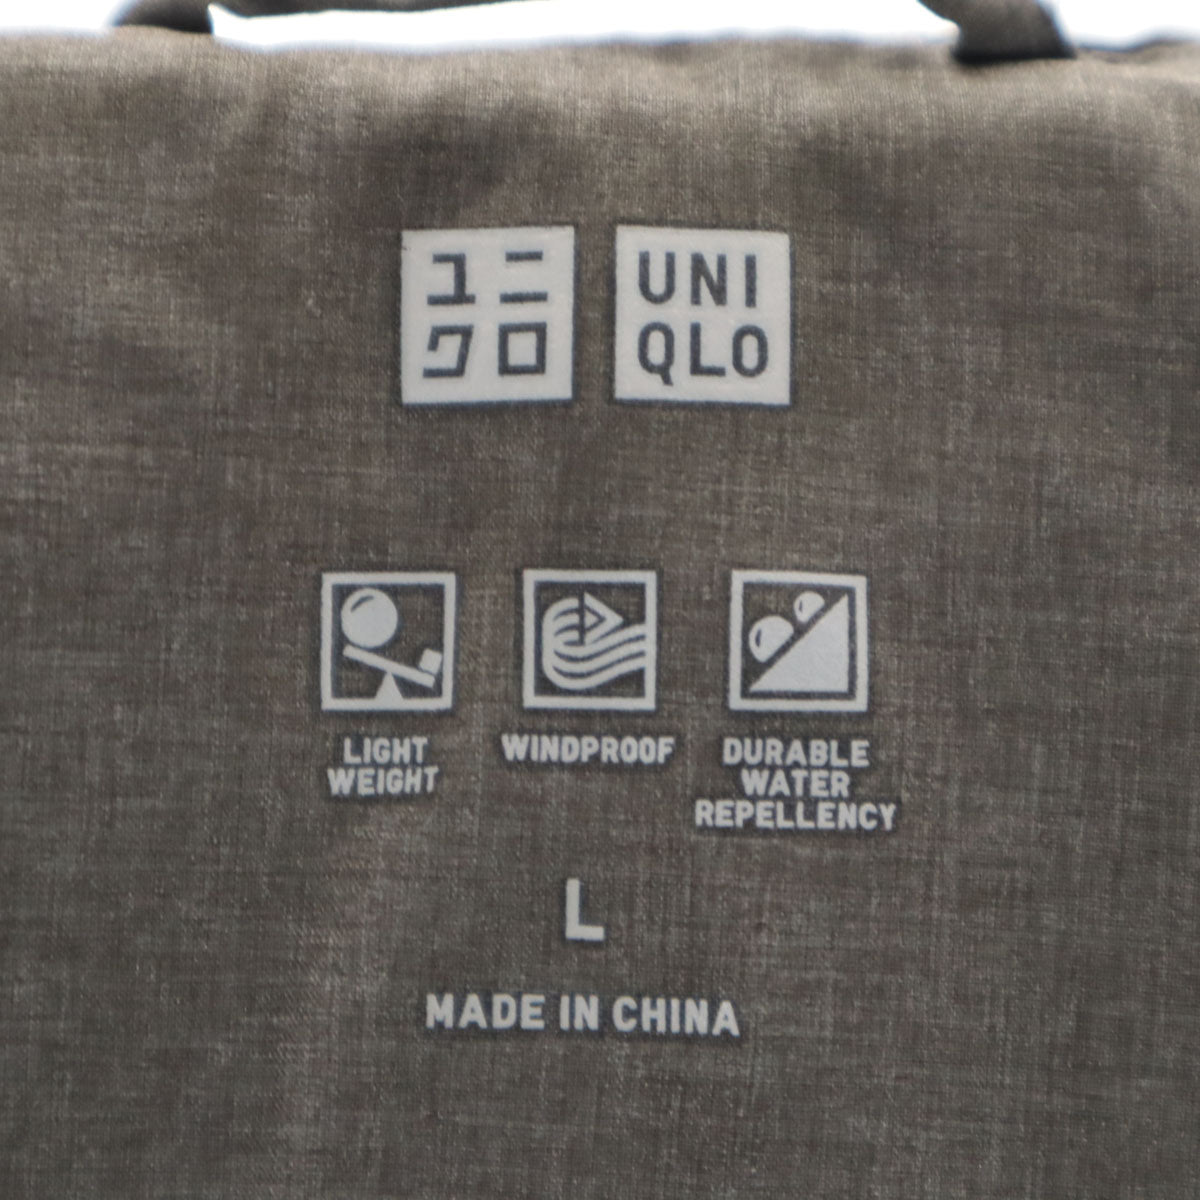 ユニ UNI
クロ QLO
LIGHT WEIGHT
WINDPROOF
DURABLE WATER REPELLENCY
L
MADE IN CHINA